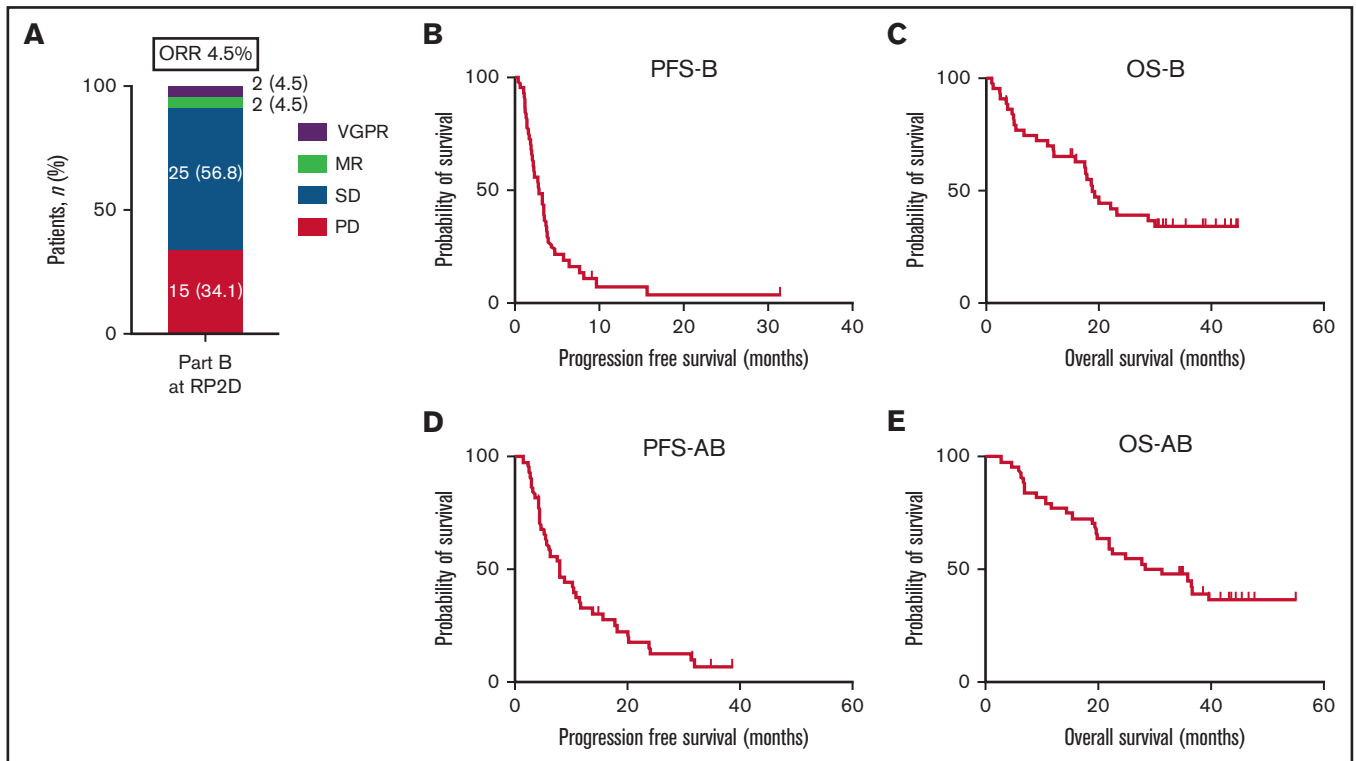 A
ORR 4.5%
100
50
0
Patients, n (%)
2 (4.5)
2 (4.5)
25 (56.8)
15 (34.1)
VGPR
MR
SD
PD
Part B
at RP2D
B
PFS-B
Probability of survival
100
50
0
0 10 20 30 40
Progression free survival (months)
C
OS-B
Probability of survival
100
50
0
0 20 40 60
Overall survival (months)
D
PFS-AB
Probability of survival
100
50
0
0 20 40 60
Progression free survival (months)
E
OS-AB
Probability of survival
100
50
0
0 20 40 60
Overall survival (months)